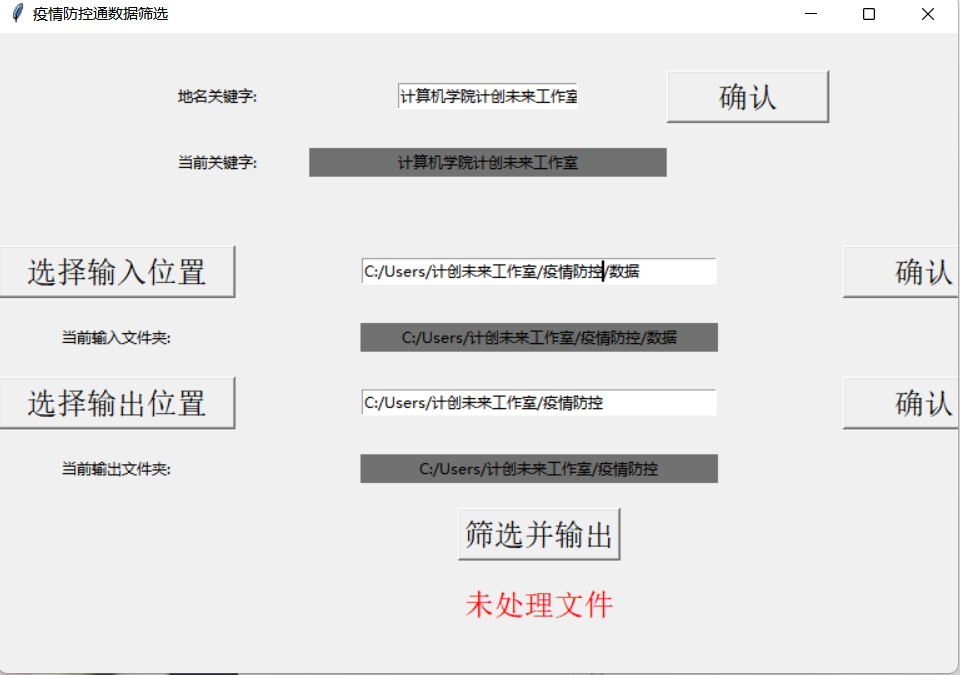 疫情防控通数据筛选
地名关键字: 计算机学院计创未来工作室 确认
当前关键字: 计算机学院计创未来工作室
选择输入位置 C:/Users/计创未来工作室/疫情防控/数据 确认
当前输入文件夹: C:/Users/计创未来工作室/疫情防控/数据
选择输出位置 C:/Users/计创未来工作室/疫情防控 确认
当前输出文件夹: C:/Users/计创未来工作室/疫情防控
筛选并输出
未处理文件